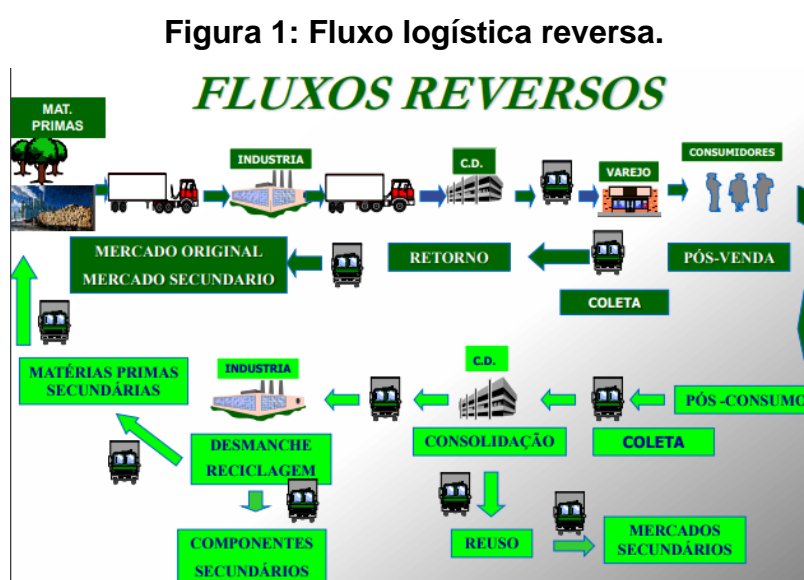 Figura 1: Fluxo logística reversa.
FLUXOS REVERSOS
MAT.
PRIMAS
INDUSTRIA
C.D.
VAREJO
CONSUMIDORES
MERCADO ORIGINAL
MERCADO SECUNDARIO
RETORNO
COLETA
PÓS-VENDA
MATÉRIAS PRIMAS
SECUNDÁRIAS
INDUSTRIA
C.D.
DESMANCHE
RECICLAGEM
CONSOLIDAÇÃO
COLETA
PÓS -CONSUMO
COMPONENTES
SECUNDÁRIOS
REUSO
MERCADOS
SECUNDÁRIOS